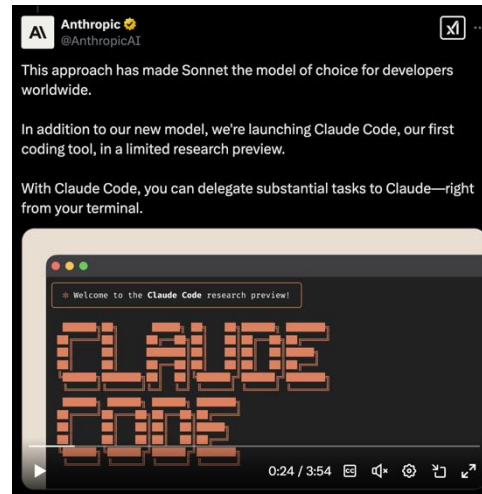 Anthropic
@AnthropicAI
This approach has made Sonnet the model of choice for developers
worldwide.
In addition to our new model, we're launching Claude Code, our first
coding tool, in a limited research preview.
With Claude Code, you can delegate substantial tasks to Claude—right
from your terminal.
✻ Welcome to the Claude Code research preview!
CLAUDE
CODE
0:24 / 3:54 CC